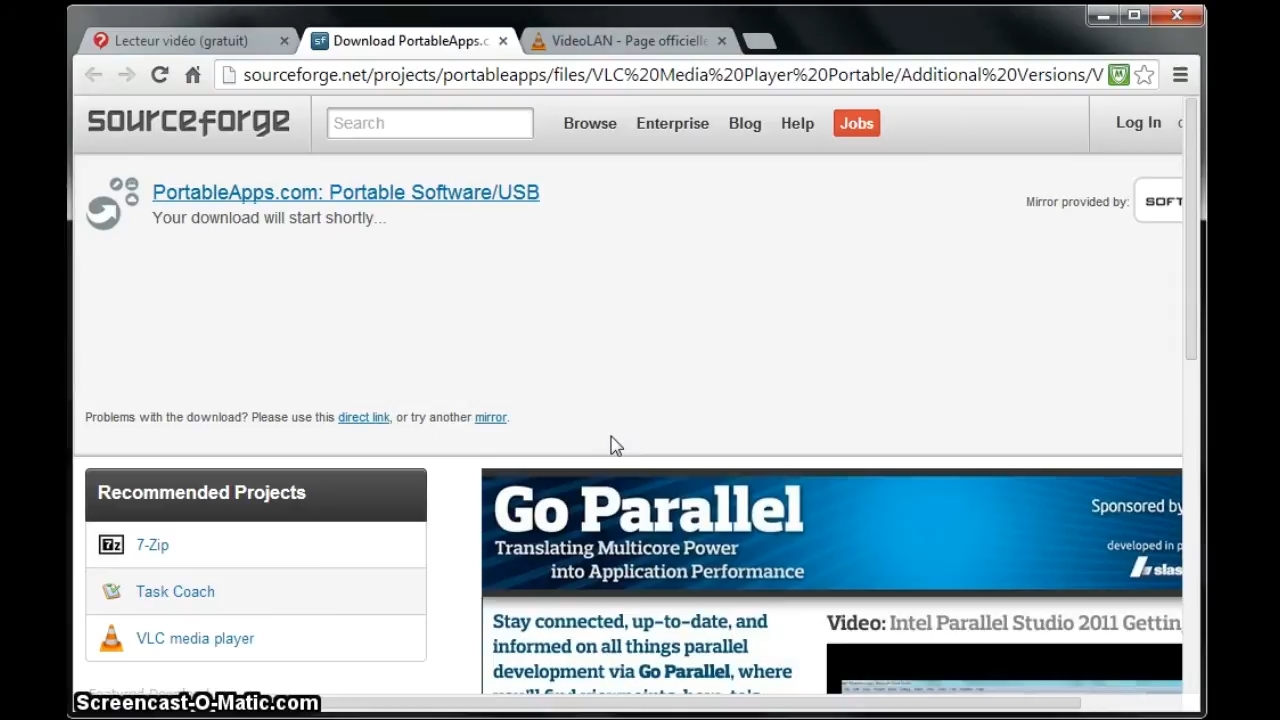 Lecteur vidéo (gratuit)
Download PortableApps.c
VideoLAN - Page officielle
sourceforge.net/projects/portableapps/files/VLC%20Media%20Player%20Portable/Additional%20Versions/V
sourceforge
Search
Browse
Enterprise
Blog
Help
Jobs
Log In
PortableApps.com: Portable Software/USB
Your download will start shortly...
Mirror provided by:
SOFT
Problems with the download? Please use this direct link, or try another mirror.
Recommended Projects
7z
7-Zip
Task Coach
VLC media player
Go Parallel
Translating Multicore Power
into Application Performance
Sponsored by
developed in p
slas
Stay connected, up-to-date, and
informed on all things parallel
development via Go Parallel, where
Video: Intel Parallel Studio 2011 Gettin
Screencast-O-Matic.com